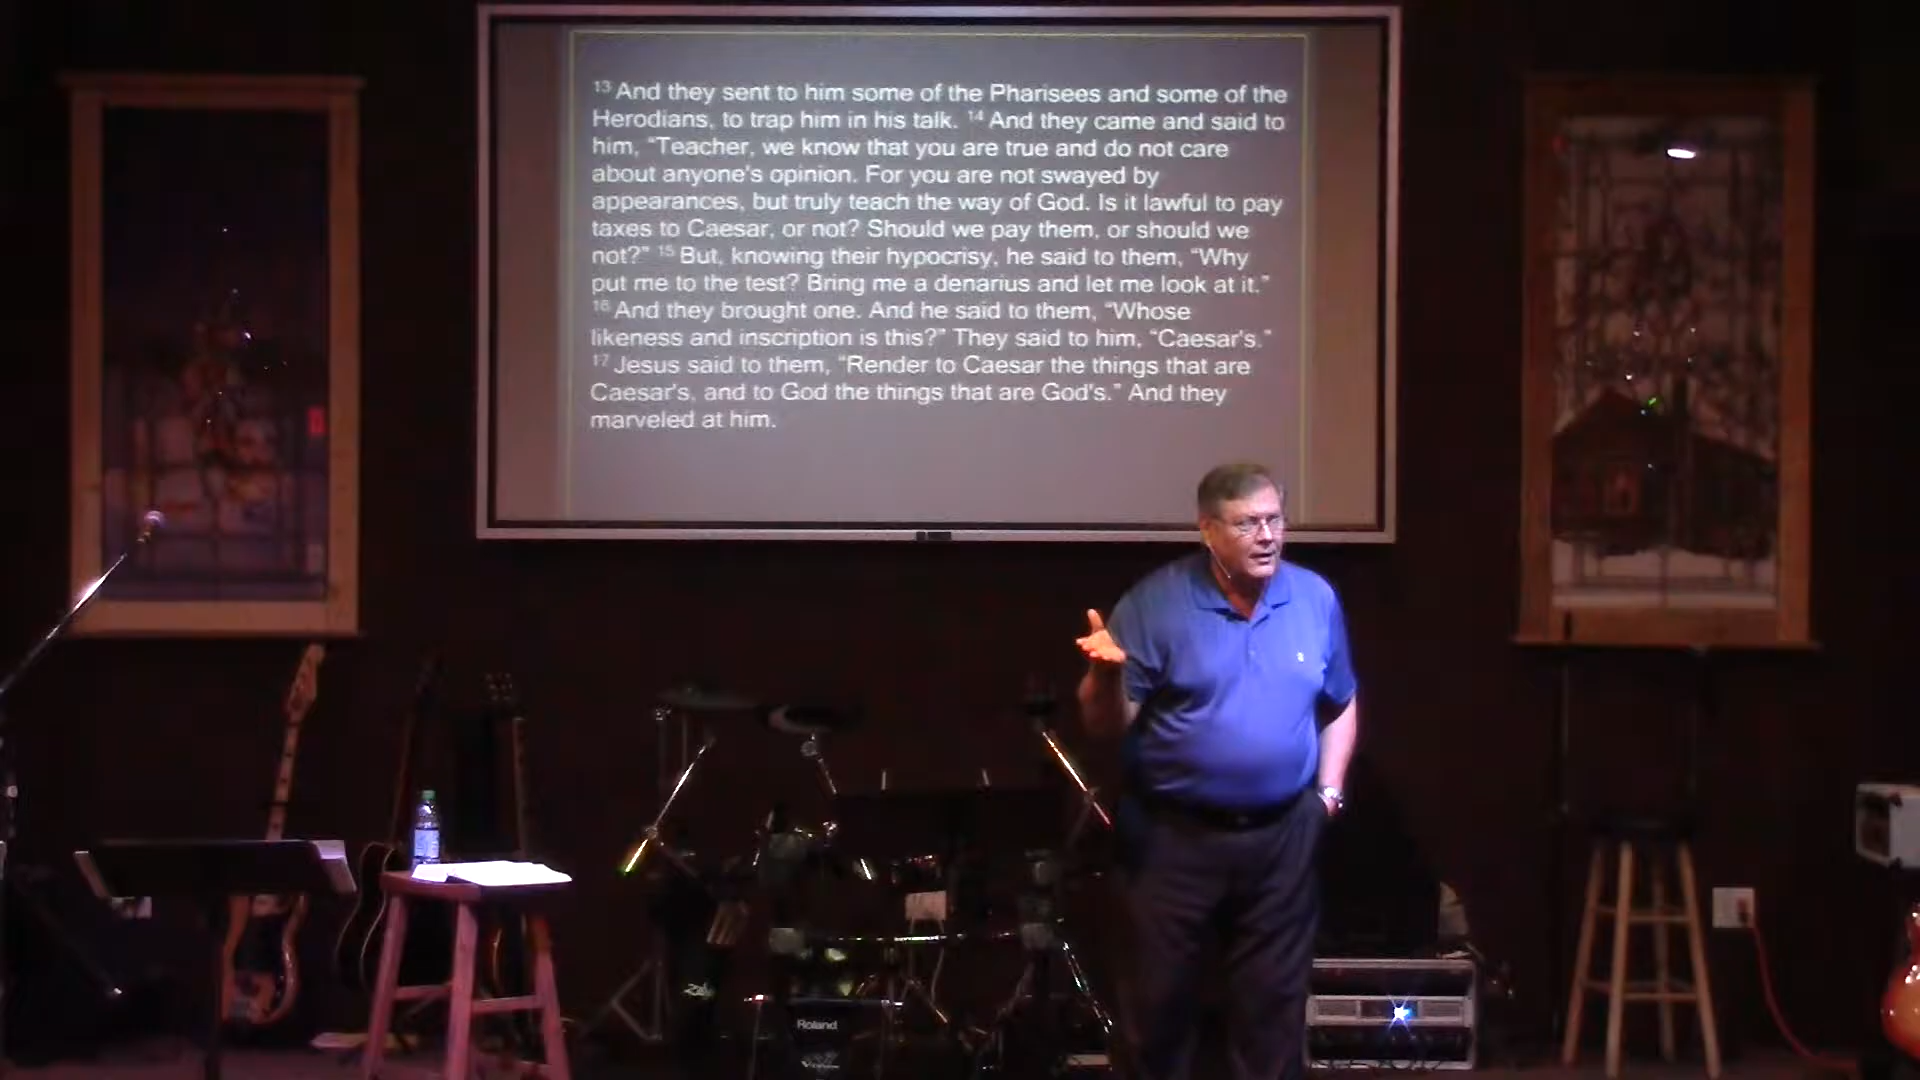 13 And they sent to him some of the Pharisees and some of the
Herodians, to trap him in his talk. 14 And they came and said to
him, “Teacher, we know that you are true and do not care
about anyone's opinion. For you are not swayed by
appearances, but truly teach the way of God. Is it lawful to pay
taxes to Caesar, or not? Should we pay them, or should we
not?” 15 But, knowing their hypocrisy, he said to them, “Why
put me to the test? Bring me a denarius and let me look at it.”
16 And they brought one. And he said to them, “Whose
likeness and inscription is this?” They said to him, “Caesar's.”
17 Jesus said to them, “Render to Caesar the things that are
Caesar's, and to God the things that are God's.” And they
marveled at him.
Roland